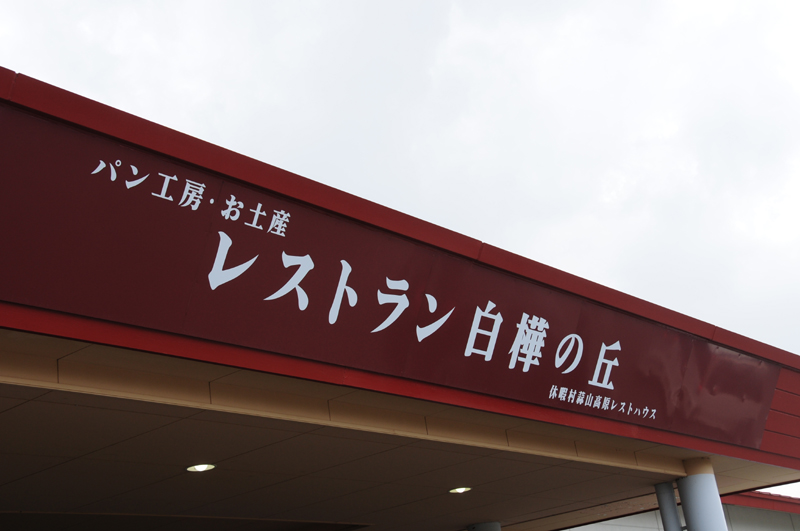 パン工房・お土産
レストラン白樺の丘
休暇村蒜山高原レストハウス